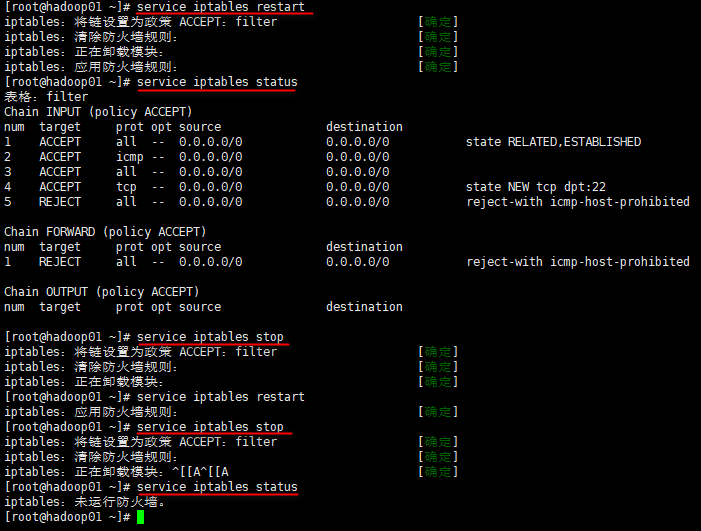 [root@hadoop01 ~]# service iptables restart
iptables: 将链设置为政策 ACCEPT: filter                    [确定]
iptables: 清除防火墙规则:                                  [确定]
iptables: 正在卸载模块:                                    [确定]
iptables: 应用防火墙规则:                                  [确定]
[root@hadoop01 ~]# service iptables status
表格: filter
Chain INPUT (policy ACCEPT)
num  target     prot opt source               destination
1    ACCEPT     all  --  0.0.0.0/0            0.0.0.0/0           state RELATED,ESTABLISHED
2    ACCEPT     icmp --  0.0.0.0/0            0.0.0.0/0
3    ACCEPT     all  --  0.0.0.0/0            0.0.0.0/0
4    ACCEPT     tcp  --  0.0.0.0/0            0.0.0.0/0           state NEW tcp dpt:22
5    REJECT     all  --  0.0.0.0/0            0.0.0.0/0           reject-with icmp-host-prohibited
Chain FORWARD (policy ACCEPT)
num  target     prot opt source               destination
1    REJECT     all  --  0.0.0.0/0            0.0.0.0/0           reject-with icmp-host-prohibited
Chain OUTPUT (policy ACCEPT)
num  target     prot opt source               destination
[root@hadoop01 ~]# service iptables stop
iptables: 将链设置为政策 ACCEPT: filter                    [确定]
iptables: 清除防火墙规则:                                  [确定]
iptables: 正在卸载模块:                                    [确定]
[root@hadoop01 ~]# service iptables restart
iptables: 应用防火墙规则:                                  [确定]
[root@hadoop01 ~]# service iptables stop
iptables: 将链设置为政策 ACCEPT: filter                    [确定]
iptables: 清除防火墙规则:                                  [确定]
iptables: 正在卸载模块: ^[[A^[[A                           [确定]
[root@hadoop01 ~]# service iptables status
iptables: 未运行防火墙。
[root@hadoop01 ~]#